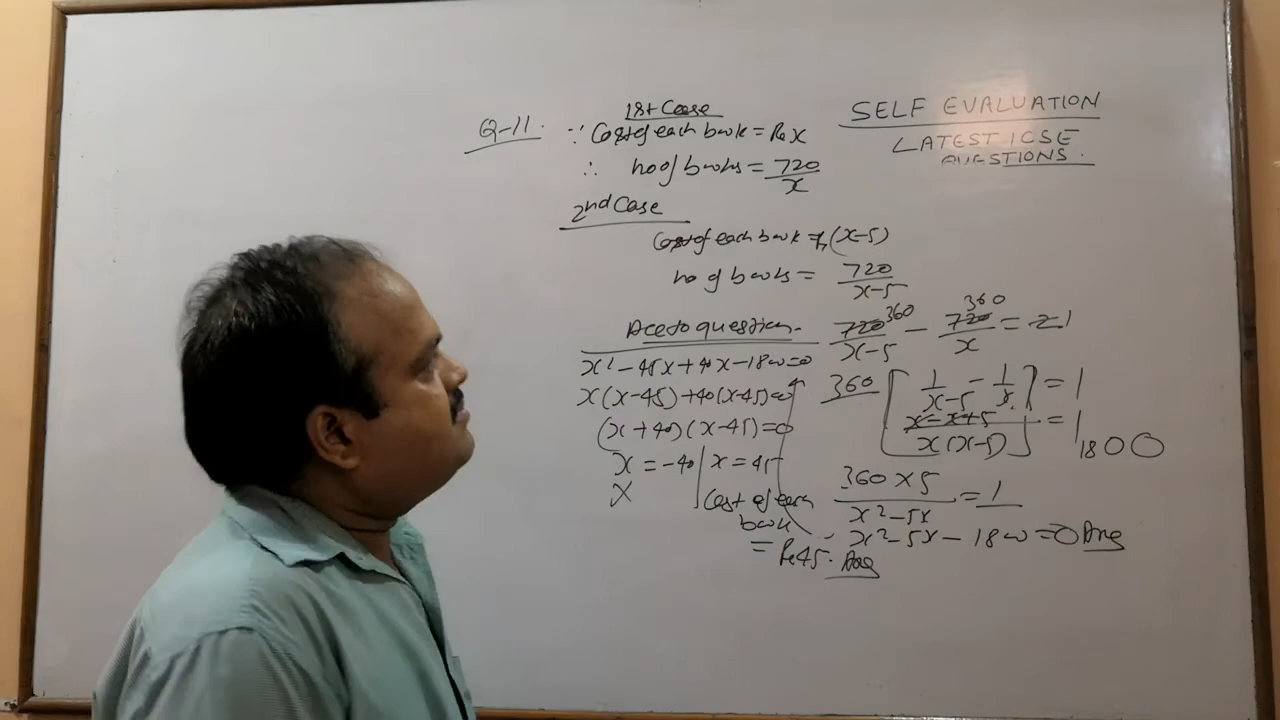 SELF EVALUATION
LATEST ICSE
QUESTIONS.
Q-11.
1st Case
∵ Cost of each book = Rs x
∴ no of books = 720/x
2nd Case
Cost of each book = Rs (x-5)
no of books = 720/(x-5)
Acc to question
720/(x-5) - 720/x = 2
360 360 1
360 [1/(x-5) - 1/x] = 1
[(x-x+5)/(x(x-5))] = 1
1800
(360 × 5)/(x²-5x) = 1
x²-5x-1800=0 Ans
x²-45x+40x-1800=0
x(x-45)+40(x-45)=0
(x+40)(x-45)=0
x = -40 | x = 45
X
Cost of each
book
= Rs 45. Ans